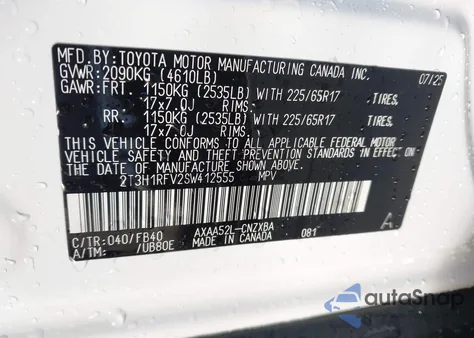 MFD.BY: TOYOTA MOTOR MANUFACTURING CANADA INC. 07/25
GVWR: 2090KG (4610LB)
GAWR: FRT. 1150KG (2535LB) WITH 225/65R17 TIRES.
17x7.0J RIMS.
RR. 1150KG (2535LB) WITH 225/65R17 TIRES.
17x7.0J RIMS.
THIS VEHICLE CONFORMS TO ALL APPLICABLE FEDERAL MOTOR
VEHICLE SAFETY AND THEFT PREVENTION STANDARDS IN EFFECT ON
THE DATE OF MANUFACTURE SHOWN ABOVE.
2T3H1RFV2SW412555 MPV
C/TR: 040/FB40 AXAA52L-CNZXBA 081 A
A/TM: /UB80E MADE IN CANADA
autoSnap